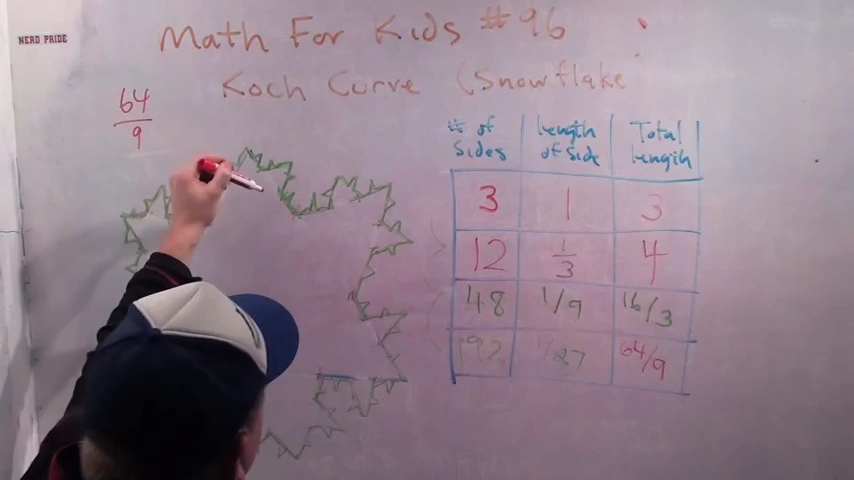 NERD PRIDE
Math For Kids #96
Koch Curve (Snowflake
64
9
# of Sides | Length of Side | Total Length
3 | 1 | 3
12 | 1/3 | 4
48 | 1/9 | 16/3
192 | 1/27 | 64/9